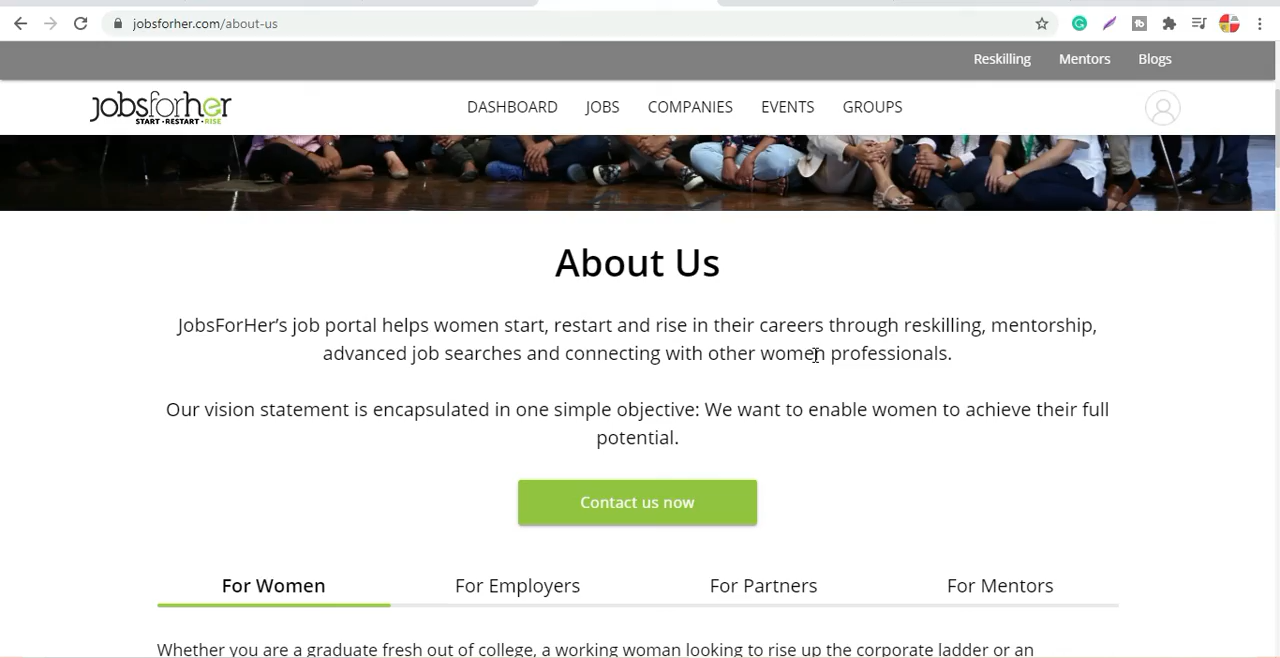 jobsforher.com/about-us
Reskilling Mentors Blogs
jobsforher
START • RESTART • RISE
DASHBOARD JOBS COMPANIES EVENTS GROUPS
About Us
JobsForHer’s job portal helps women start, restart and rise in their careers through reskilling, mentorship,
advanced job searches and connecting with other women professionals.
Our vision statement is encapsulated in one simple objective: We want to enable women to achieve their full
potential.
Contact us now
For Women For Employers For Partners For Mentors
Whether you are a graduate fresh out of college, a working woman looking to rise up the corporate ladder or an